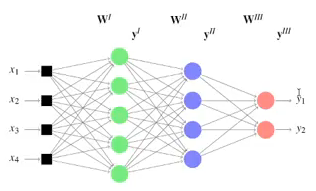 W^I W^II W^III
y^I y^II y^III
x₁
x₂
x₃
x₄
y₁
y₂